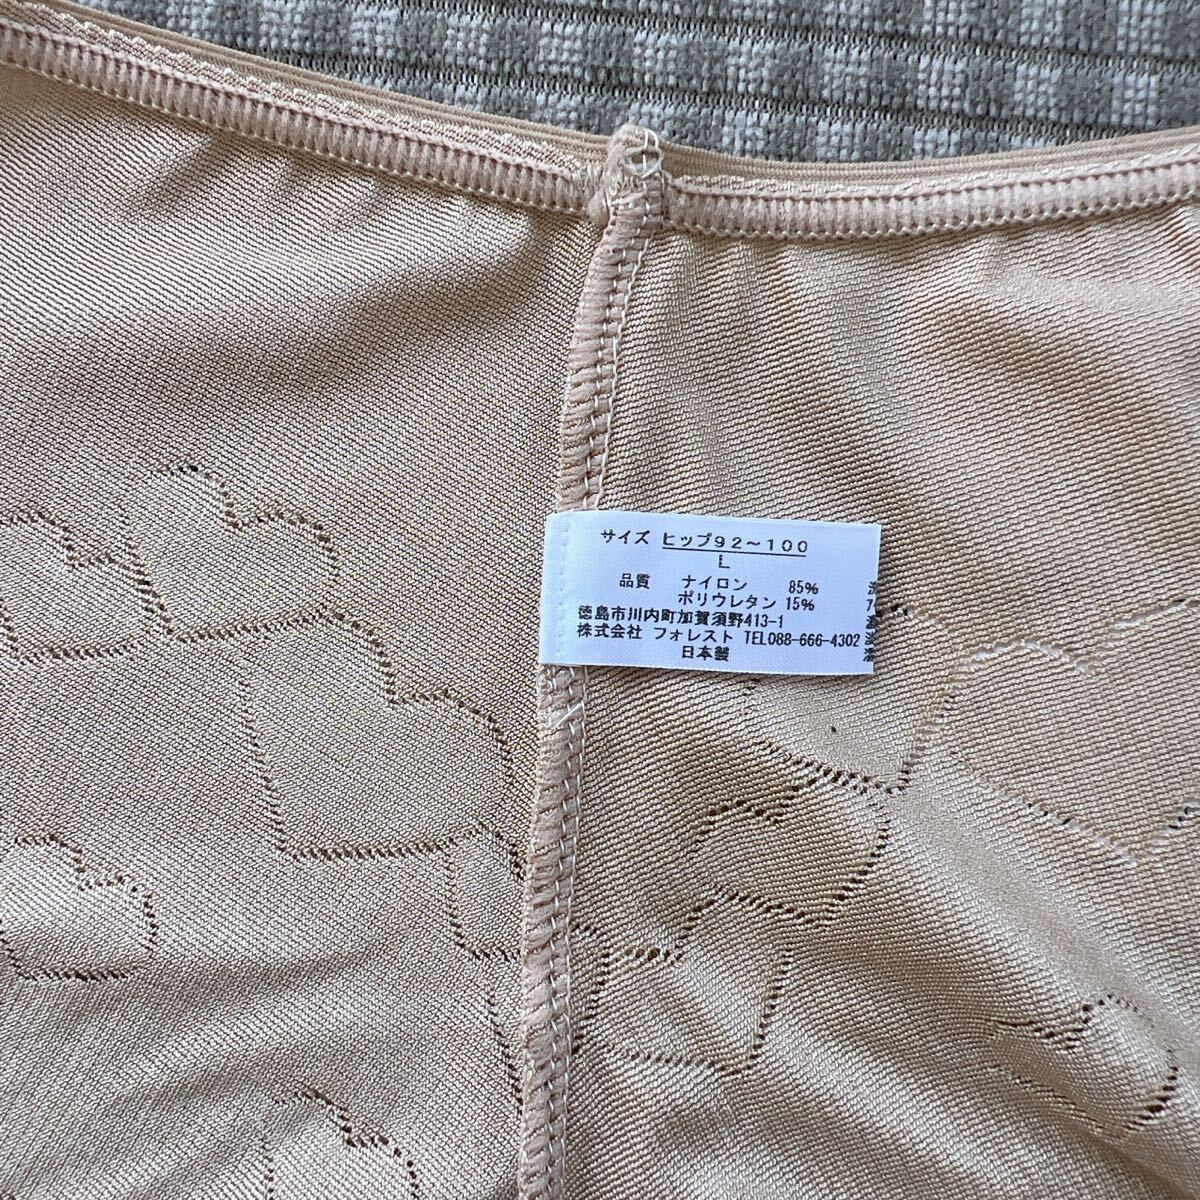 サイズ ヒップ92～100
L
品質 ナイロン 85%
ポリウレタン 15%
徳島市川内町加賀須野413-1
株式会社 フォレスト TEL088-666-4302
日本製